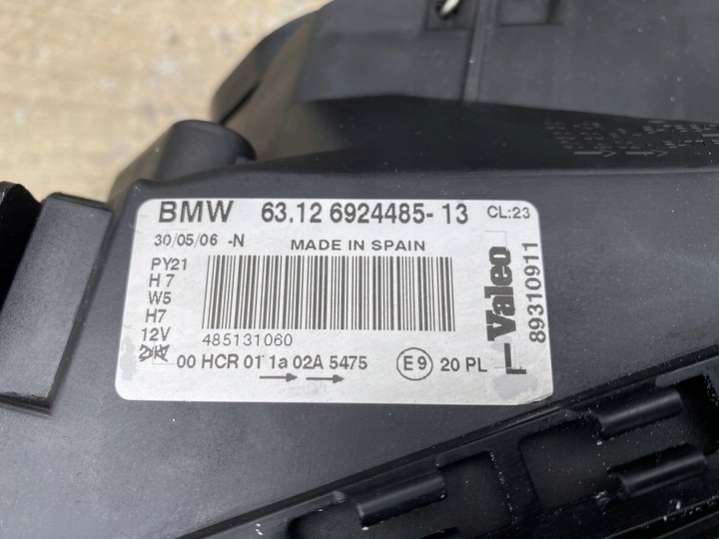 BMW 63.12 6924485-13 CL:23
30/05/06 -N MADE IN SPAIN
PY21
H7
W5
H7
12V
485131060
00 HCR 01 1a 02A 5475 E9 20 PL
Valeo
89310911